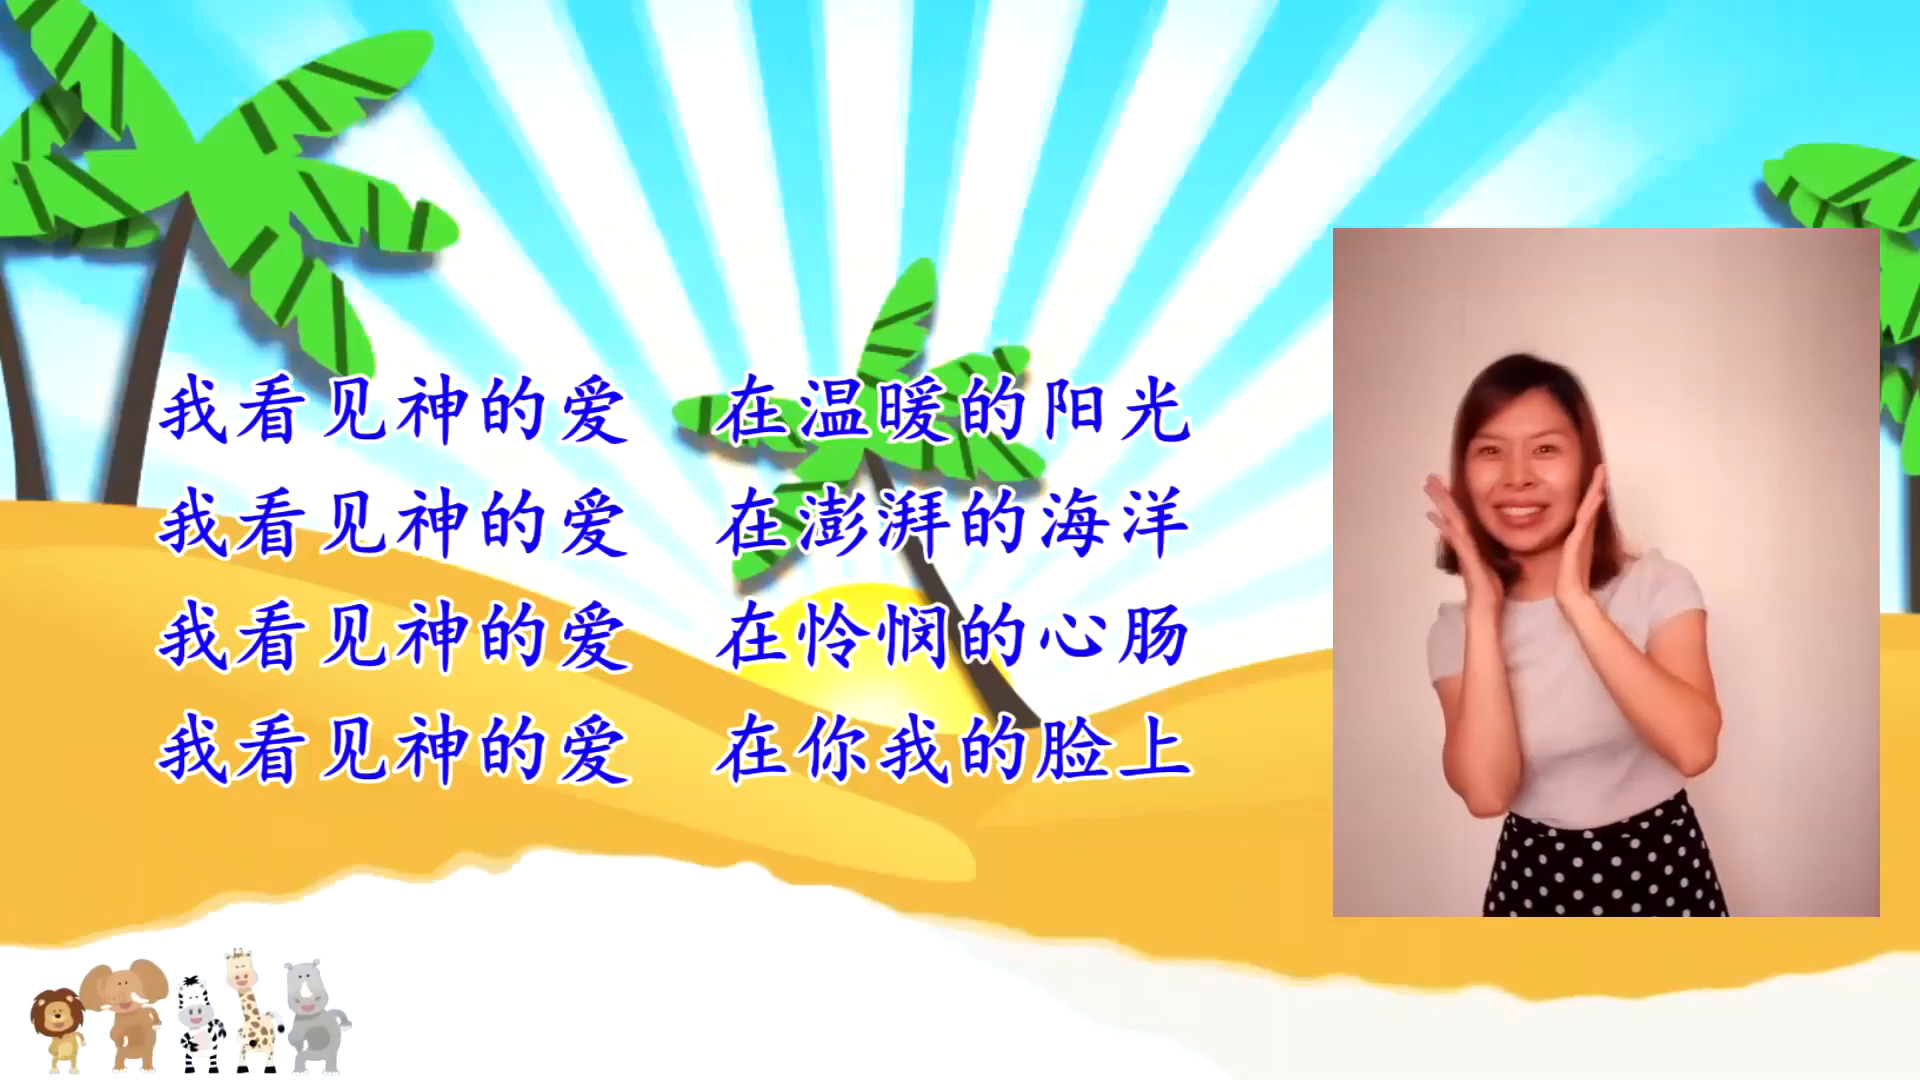 我看见神的爱 在温暖的阳光
我看见神的爱 在澎湃的海洋
我看见神的爱 在怜悯的心肠
我看见神的爱 在你我的脸上